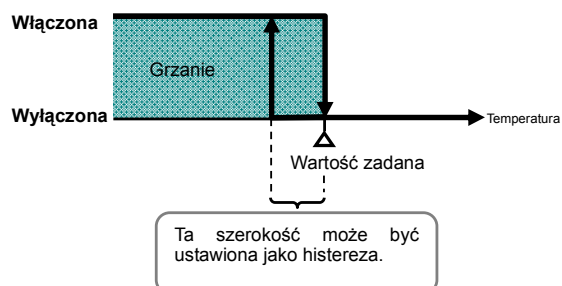 Włączona
Grzanie
Wyłączona
Temperatura
Wartość zadana
Ta szerokość może być
ustawiona jako histereza.